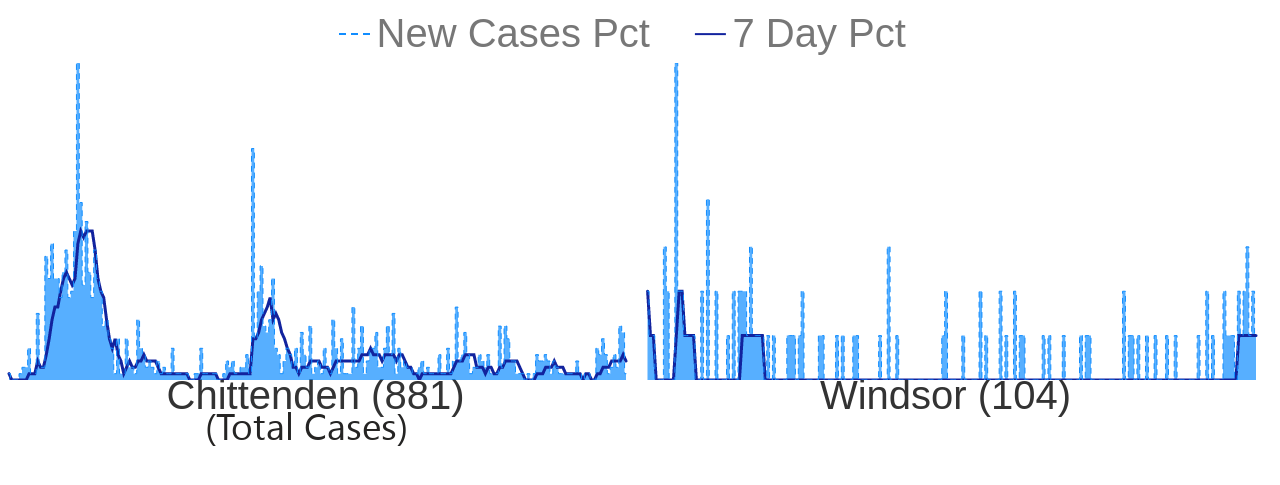 New Cases Pct 7 Day Pct
Chittenden (881) Windsor (104)
(Total Cases)